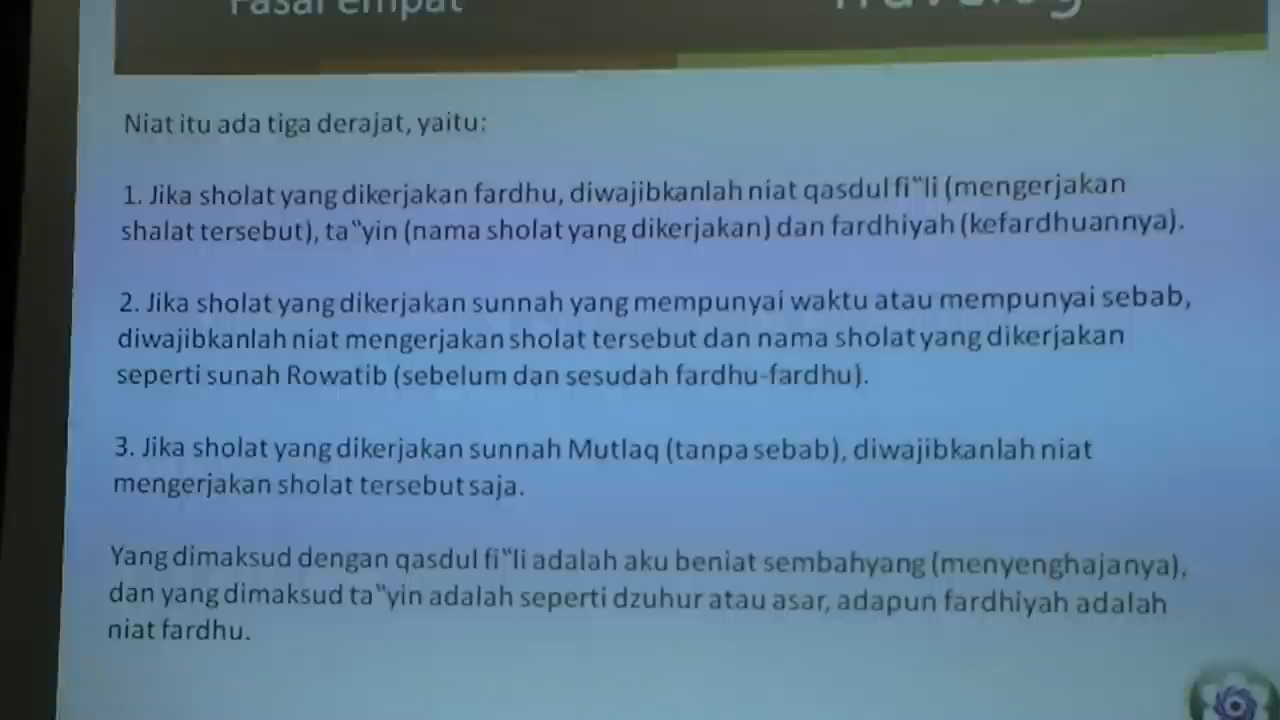 Fasal empat
Niat itu ada tiga derajat, yaitu:
1. Jika sholat yang dikerjakan fardhu, diwajibkanlah niat qasdul fi‟li (mengerjakan
shalat tersebut), ta‟yin (nama sholat yang dikerjakan) dan fardhiyah (kefardhuannya).
2. Jika sholat yang dikerjakan sunnah yang mempunyai waktu atau mempunyai sebab,
diwajibkanlah niat mengerjakan sholat tersebut dan nama sholat yang dikerjakan
seperti sunah Rowatib (sebelum dan sesudah fardhu-fardhu).
3. Jika sholat yang dikerjakan sunnah Mutlaq (tanpa sebab), diwajibkanlah niat
mengerjakan sholat tersebut saja.
Yang dimaksud dengan qasdul fi‟li adalah aku beniat sembahyang (menyenghajanya),
dan yang dimaksud ta‟yin adalah seperti dzuhur atau asar, adapun fardhiyah adalah
niat fardhu.